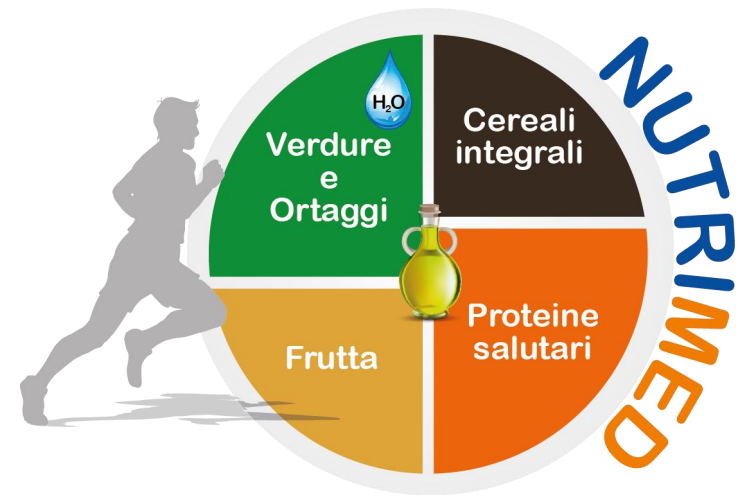 H₂O
Verdure
e
Ortaggi
Cereali
integrali
Frutta
Proteine
salutari
NUTRIMED